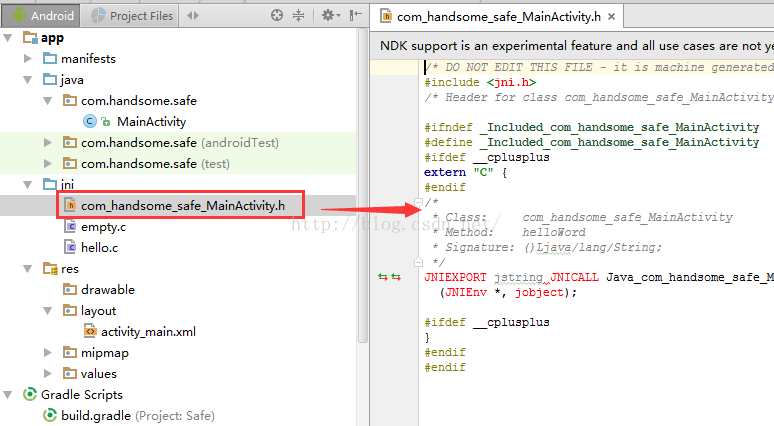 Android Project Files
app
manifests
java
com.handsome.safe
MainActivity
com.handsome.safe (androidTest)
com.handsome.safe (test)
jni
com_handsome_safe_MainActivity.h
empty.c
hello.c
res
drawable
layout
activity_main.xml
mipmap
values
Gradle Scripts
build.gradle (Project: Safe)
com_handsome_safe_MainActivity.h
NDK support is an experimental feature and all use cases are not ye
/* DO NOT EDIT THIS FILE - it is machine generated
#include <jni.h>
/* Header for class com_handsome_safe_MainActivity
#ifndef _Included_com_handsome_safe_MainActivity
#define _Included_com_handsome_safe_MainActivity
#ifdef __cplusplus
extern "C" {
#endif
/*
* Class: com_handsome_safe_MainActivity
* Method: helloWord
* Signature: ()Ljava/lang/String;
*/
JNIEXPORT jstring JNICALL Java_com_handsome_safe_M
(JNIEnv *, jobject);
#ifdef __cplusplus
}
#endif
#endif
http://blog.csdn.net/